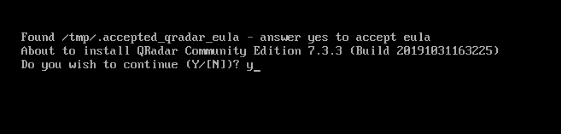 Found /tmp/.accepted_qradar_eula - answer yes to accept eula
About to install QRadar Community Edition 7.3.3 (Build 20191031163225)
Do you wish to continue (Y/[N])? y_